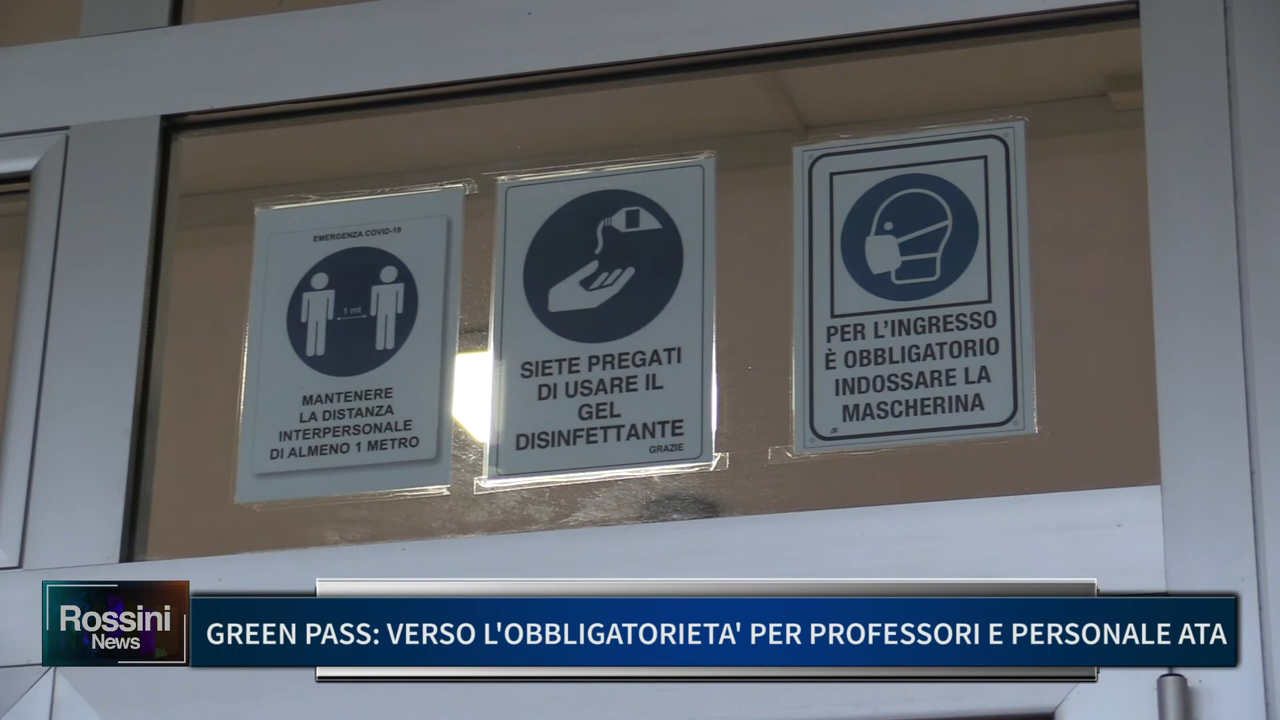 EMERGENZA COVID-19
1 mt
MANTENERE
LA DISTANZA
INTERPERSONALE
DI ALMENO 1 METRO
SIETE PREGATI
DI USARE IL
GEL
DISINFETTANTE
GRAZIE
PER L'INGRESSO
È OBBLIGATORIO
INDOSSARE LA
MASCHERINA
Rossini
News
GREEN PASS: VERSO L'OBBLIGATORIETA' PER PROFESSORI E PERSONALE ATA